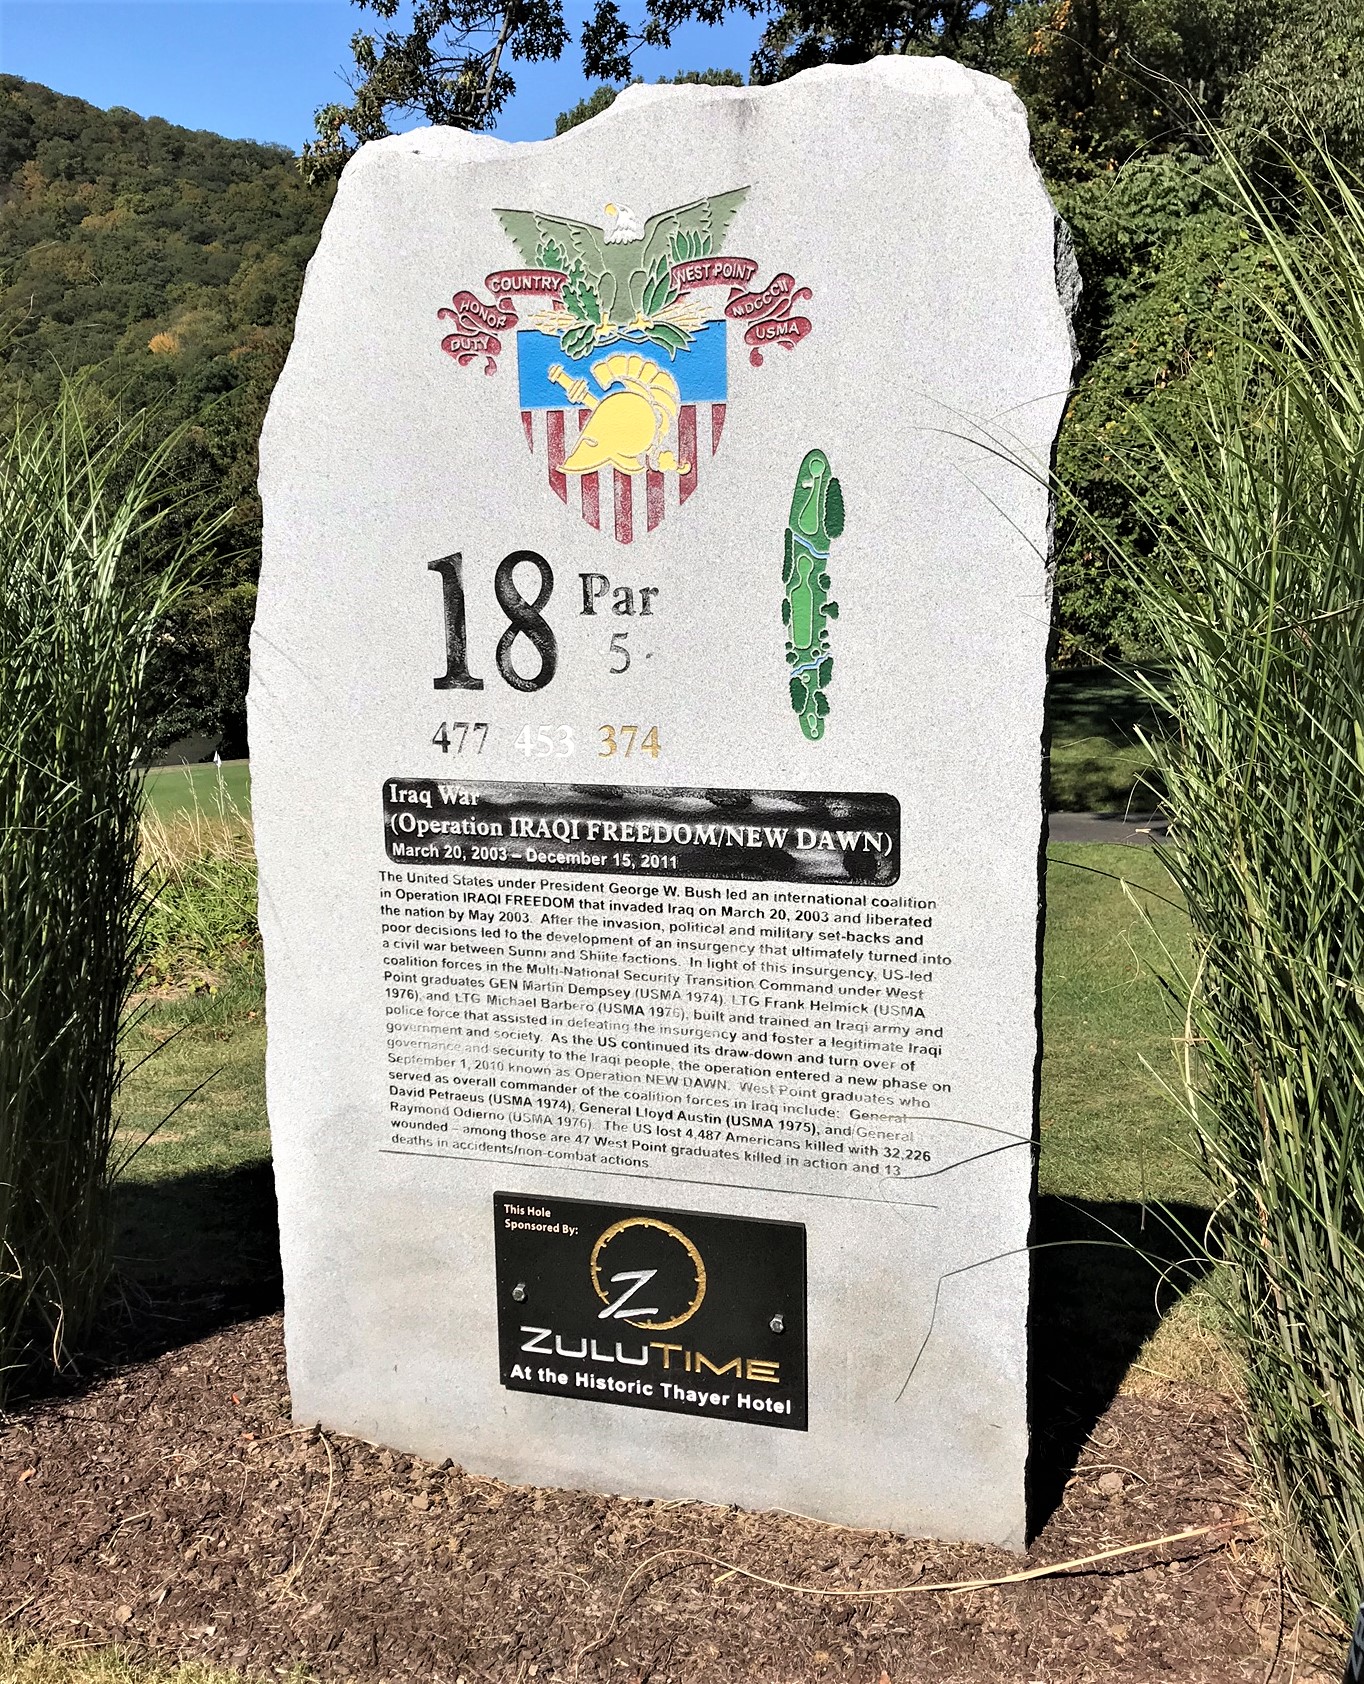 COUNTRY WEST POINT
HONOR MDCCCII
DUTY USMA
18 Par
5
477 453 374
Iraq War
(Operation IRAQI FREEDOM/NEW DAWN)
March 20, 2003 – December 15, 2011
The United States under President George W. Bush led an international coalition
in Operation IRAQI FREEDOM that invaded Iraq on March 20, 2003 and liberated
the nation by May 2003. After the invasion, political and military set-backs and
poor decisions led to the development of an insurgency that ultimately turned into
a civil war between Sunni and Shiite factions. In light of this insurgency, US-led
coalition forces in the Multi-National Security Transition Command under West
Point graduates GEN Martin Dempsey (USMA 1974), LTG Frank Helmick (USMA
1976), and LTG Michael Barbero (USMA 1976), built and trained an Iraqi army and
police force that assisted in defeating the insurgency and foster a legitimate Iraqi
government and society. As the US continued its draw-down and turn over of
governance and security to the Iraqi people, the operation entered a new phase on
September 1, 2010 known as Operation NEW DAWN. West Point graduates who
served as overall commander of the coalition forces in Iraq include: General
David Petraeus (USMA 1974), General Lloyd Austin (USMA 1975), and General
Raymond Odierno (USMA 1976). The US lost 4,487 Americans killed with 32,226
wounded – among those are 47 West Point graduates killed in action and 13
deaths in accidents/non-combat actions
This Hole
Sponsored By:
Z
ZULUTIME
At the Historic Thayer Hotel